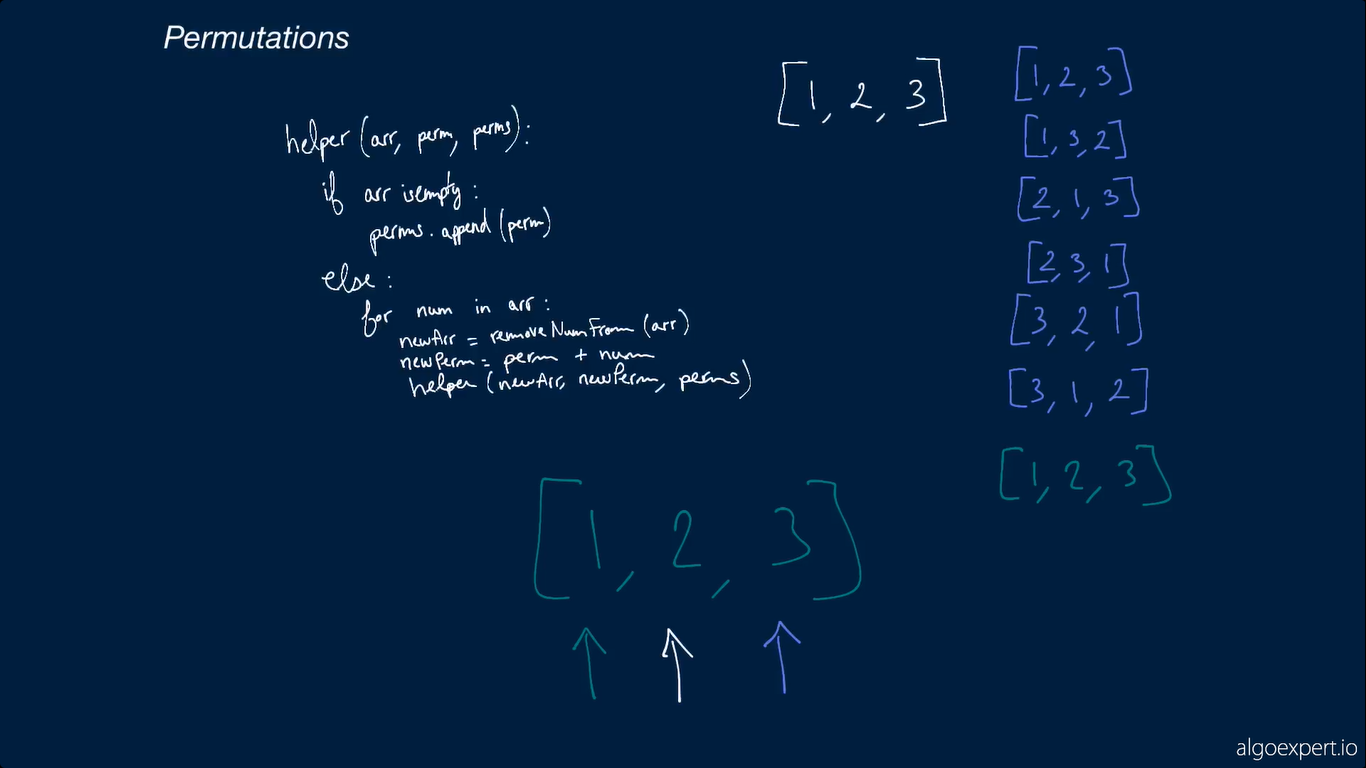 Permutations
helper (arr, perm, perms):
if arr isempty:
perms.append(perm)
else:
for num in arr:
newArr = removeNumFrom (arr)
newPerm = perm + num
helper (newArr, newPerm, perms)
[1, 2, 3]
[1, 2, 3]
[1, 3, 2]
[2, 1, 3]
[2, 3, 1]
[3, 2, 1]
[3, 1, 2]
[1, 2, 3]
[1, 2, 3]
algoexpert.io